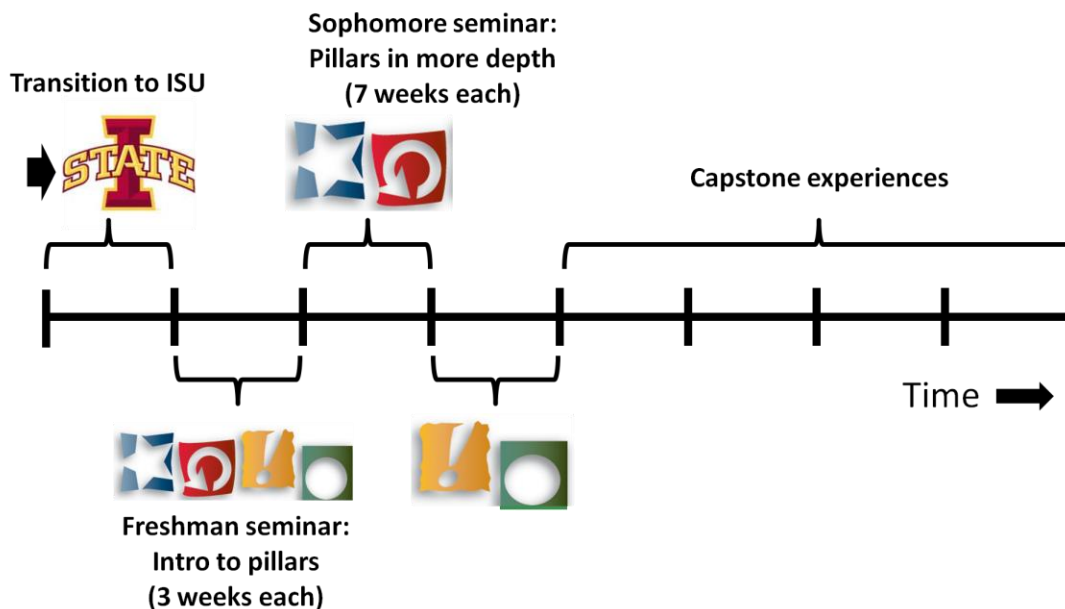 Transition to ISU
I
STATE
Sophomore seminar:
Pillars in more depth
(7 weeks each)
Capstone experiences
Time
Freshman seminar:
Intro to pillars
(3 weeks each)